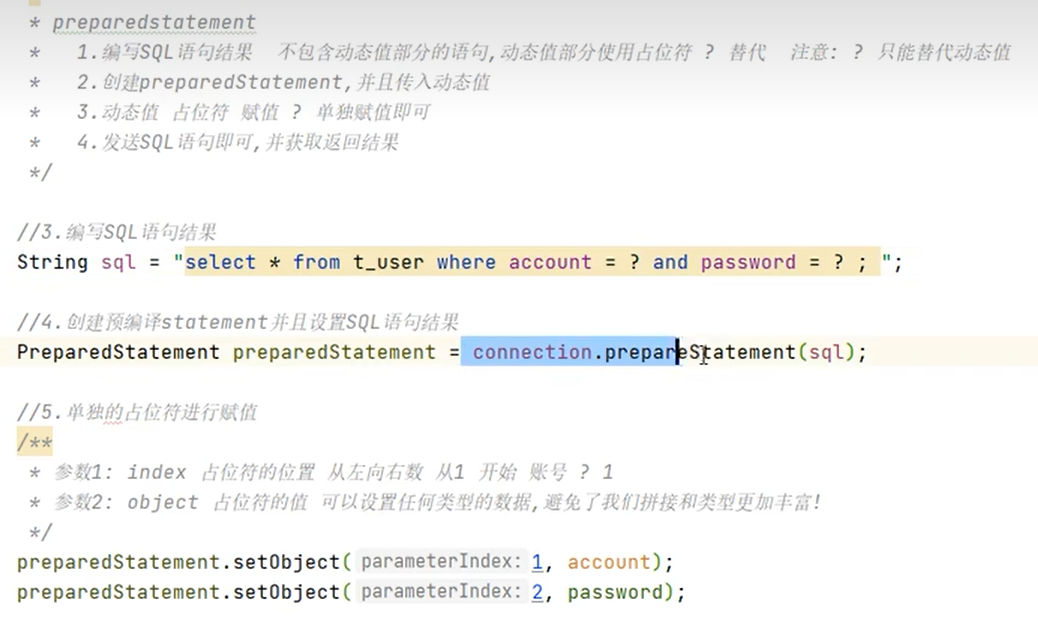 * preparedstatement
* 1.编写SQL语句结果 不包含动态值部分的语句,动态值部分使用占位符 ? 替代 注意: ? 只能替代动态值
* 2.创建preparedStatement,并且传入动态值
* 3.动态值 占位符 赋值 ? 单独赋值即可
* 4.发送SQL语句即可,并获取返回结果
*/
//3.编写SQL语句结果
String sql = "select * from t_user where account = ? and password = ? ; ";
//4.创建预编译statement并且设置SQL语句结果
PreparedStatement preparedStatement = connection.prepareStatement(sql);
//5.单独的占位符进行赋值
/**
* 参数1: index 占位符的位置 从左向右数 从1 开始 账号 ? 1
* 参数2: object 占位符的值 可以设置任何类型的数据,避免了我们拼接和类型更加丰富!
*/
preparedStatement.setObject( parameterIndex: 1, account);
preparedStatement.setObject( parameterIndex: 2, password);